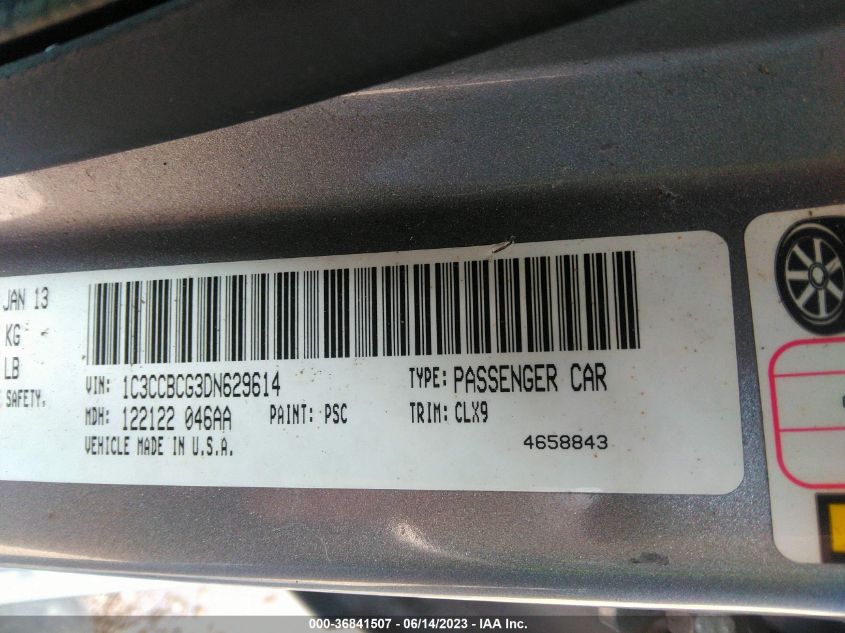 JAN 13
KG
LB
SAFETY,
VIN: 1C3CCBCG3DN629614
TYPE: PASSENGER CAR
MDH: 122122 046AA
PAINT: PSC
TRIM: CLX9
VEHICLE MADE IN U.S.A.
4658843
000-36841507 - 06/14/2023 - IAA Inc.